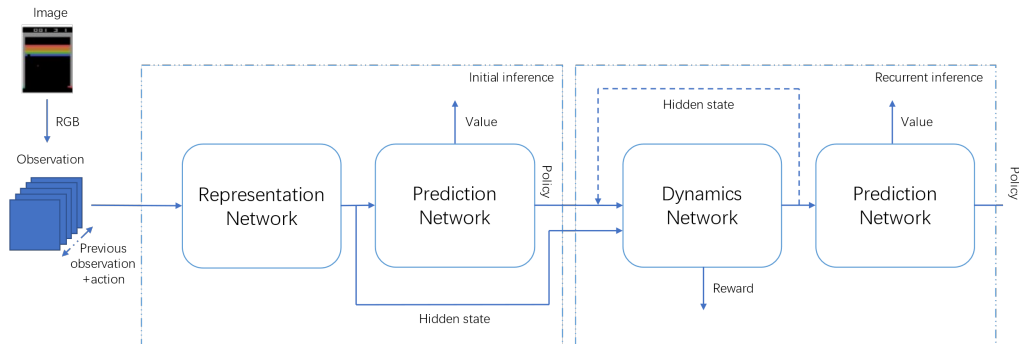 Image
RGB
Observation
Previous
observation
+action
Initial inference
Value
Representation
Network
Prediction
Network
Policy
Hidden state
Recurrent inference
Hidden state
Value
Dynamics
Network
Prediction
Network
Policy
Reward